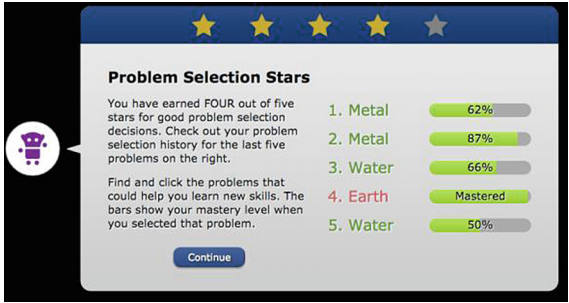 Problem Selection Stars
You have earned FOUR out of five
stars for good problem selection
decisions. Check out your problem
selection history for the last five
problems on the right.
Find and click the problems that
could help you learn new skills. The
bars show your mastery level when
you selected that problem.
Continue
1. Metal 62%
2. Metal 87%
3. Water 66%
4. Earth Mastered
5. Water 50%